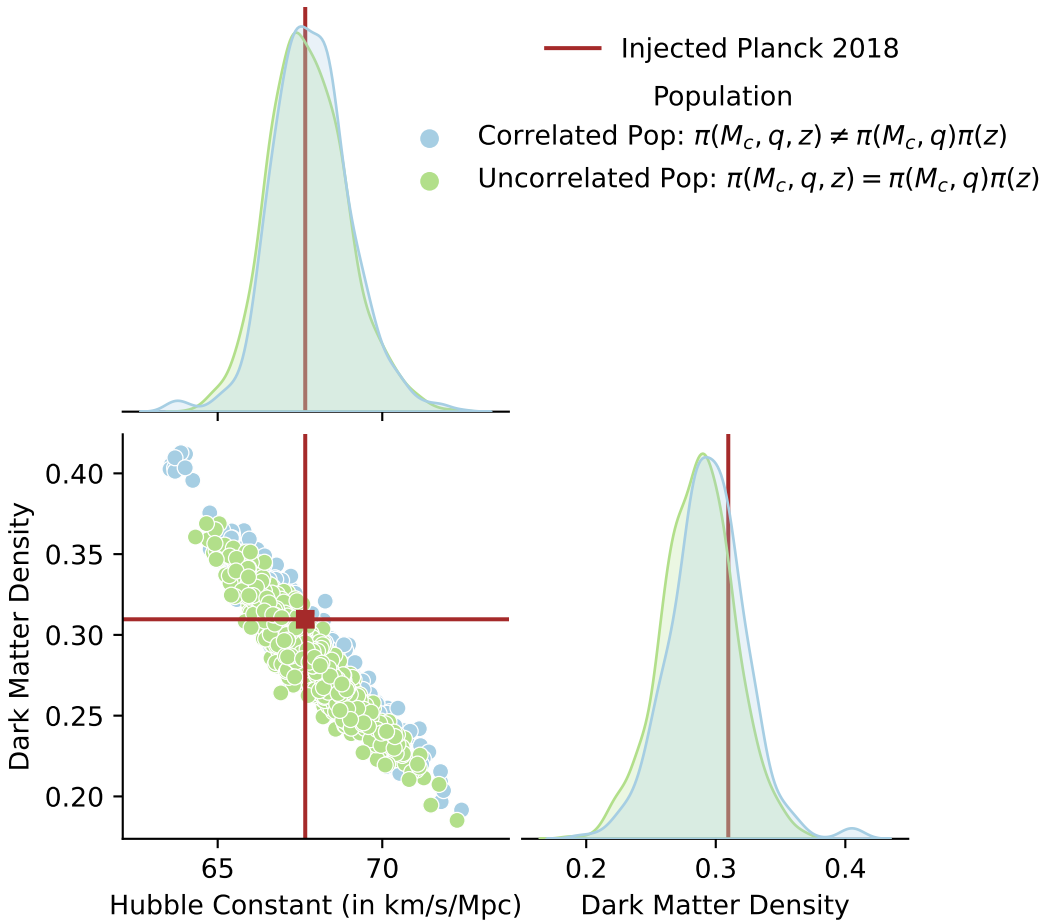 Injected Planck 2018
Population
Correlated Pop: π(M_c, q, z) ≠ π(M_c, q)π(z)
Uncorrelated Pop: π(M_c, q, z) = π(M_c, q)π(z)
Dark Matter Density
0.40
0.35
0.30
0.25
0.20
65 70
Hubble Constant (in km/s/Mpc)
0.2 0.3 0.4
Dark Matter Density